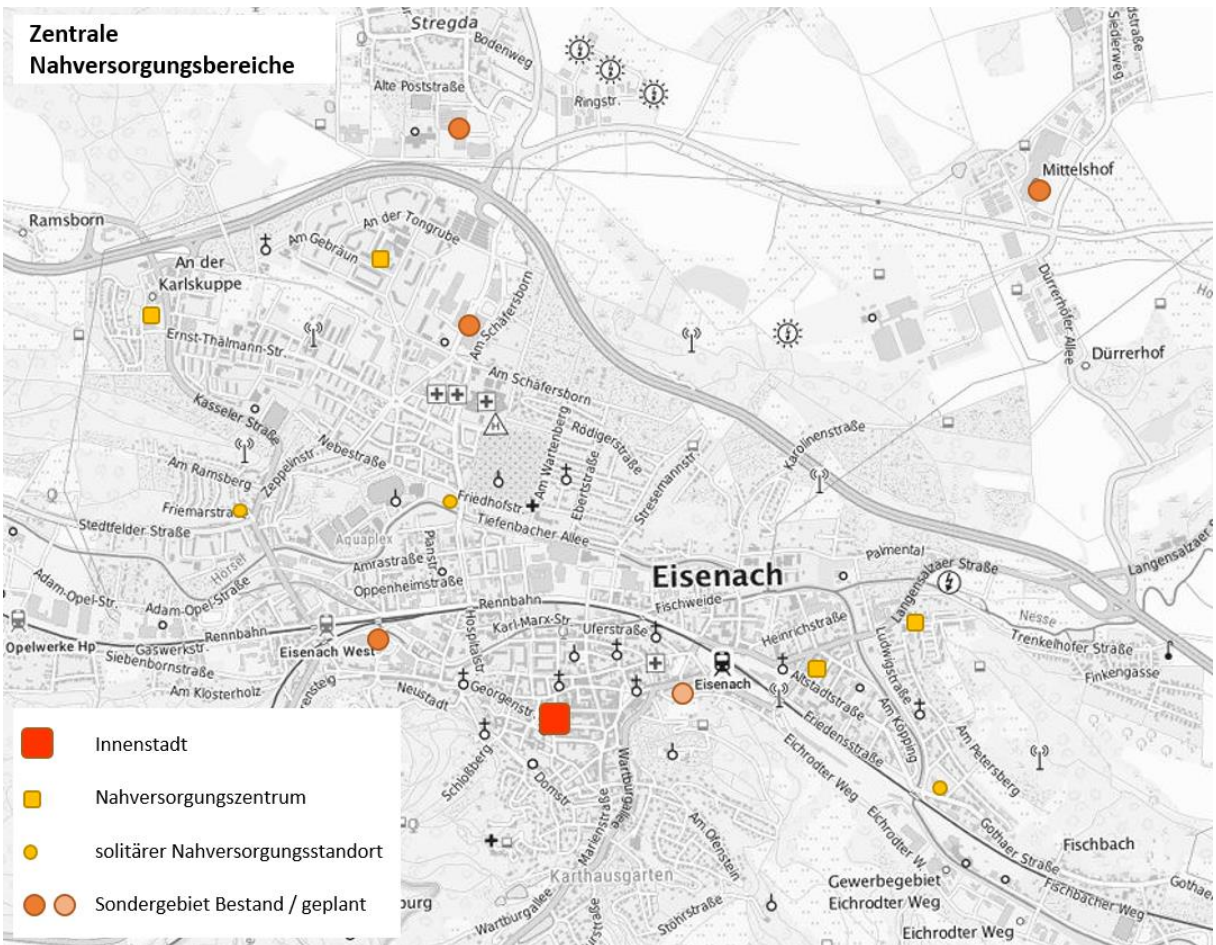 Zentrale
Nahversorgungsbereiche
Stregda
Bodenweg
Alte Poststraße
Ringstr.
Siedlerweg
Mittelshof
Ramsborn
An der Tongrube
Am Gebräun
An der
Karlskuppe
Am Schäfersborn
Dürrerhöfer Allee
Dürrerhof
Ernst-Thälmann-Str.
Am Schäfersborn
Kasseler Straße
Nebestraße
Zeppelinstr.
Am Ramsberg
Am Wartenberg
Rödigerstraße
Ebertstraße
Stresemannstr.
Karolinenstraße
Friedhofstr.
Stedtfelder Straße
Tiefenbacher Allee
Aquaplex
Planstr.
Hörsel
Amrastraße
Palmental
Langensalzaer Straße
Adam-Opel-Str.
Adam-Opel-Straße
Oppenheimstraße
Eisenach
Rennbahn
Fischweide
Nesse
Karl-Marx-Str.
Uferstraße
Heinrichstraße
Trenkelhofer Straße
Opelwerke Hp
Gaswerkstr.
Rennbahn
Eisenach West
Hospitalstr
Ludwigstraße
Finkengasse
Siebenbornstraße
Am Klosterholz
Neustadt
Georgenstr.
Eisenach
Altstadtstraße
Am Köpping
Friedensstraße
Am Petersberg
Schloßberg
Domstr
Wartburgallee
Marienstraße
Eichrodter Weg
Am Ofenstein
Eichrodter W.
Gothaer Straße
Fischbach
Karthausgarten
Gewerbegebiet
Eichrodter Weg
Fischbacher Weg
Wartburgallee
Stöhrstraße
Eichrodter Weg
Innenstadt
Nahversorgungszentrum
solitärer Nahversorgungsstandort
Sondergebiet Bestand / geplant